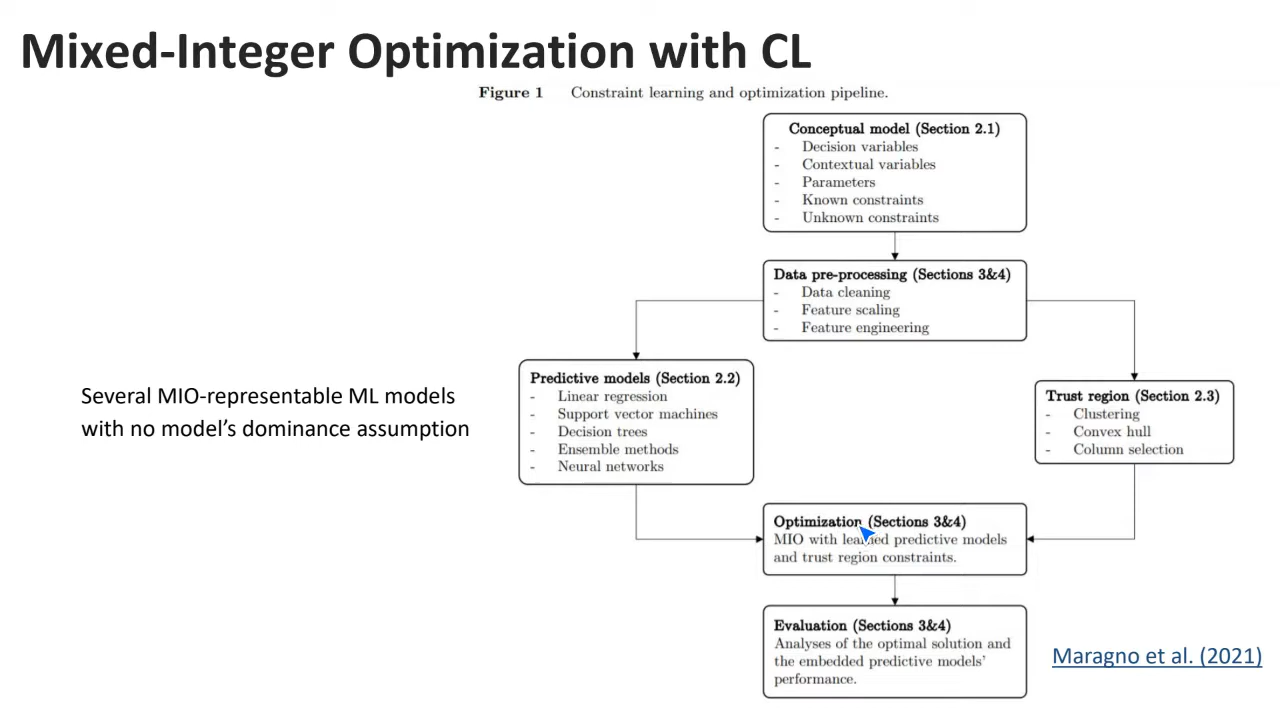 Mixed-Integer Optimization with CL
Figure 1 Constraint learning and optimization pipeline.
Conceptual model (Section 2.1)
- Decision variables
- Contextual variables
- Parameters
- Known constraints
- Unknown constraints
Data pre-processing (Sections 3&4)
- Data cleaning
- Feature scaling
- Feature engineering
Several MIO-representable ML models
with no model's dominance assumption
Predictive models (Section 2.2)
- Linear regression
- Support vector machines
- Decision trees
- Ensemble methods
- Neural networks
Trust region (Section 2.3)
- Clustering
- Convex hull
- Column selection
Optimization (Sections 3&4)
MIO with learned predictive models
and trust region constraints.
Evaluation (Sections 3&4)
Analyses of the optimal solution and
the embedded predictive models'
performance.
Maragno et al. (2021)